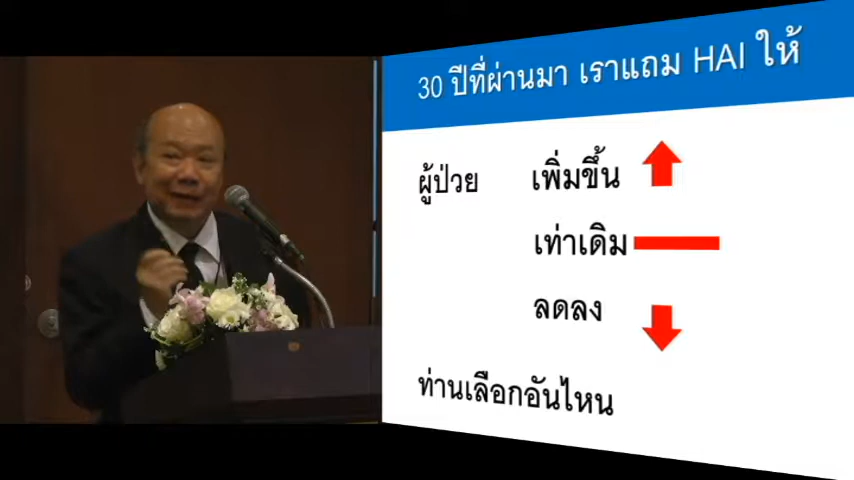 30 ปีที่ผ่านมา เราแถม HAI ให้
ผู้ป่วย เพิ่มขึ้น
เท่าเดิม
ลดลง
ท่านเลือกอันไหน